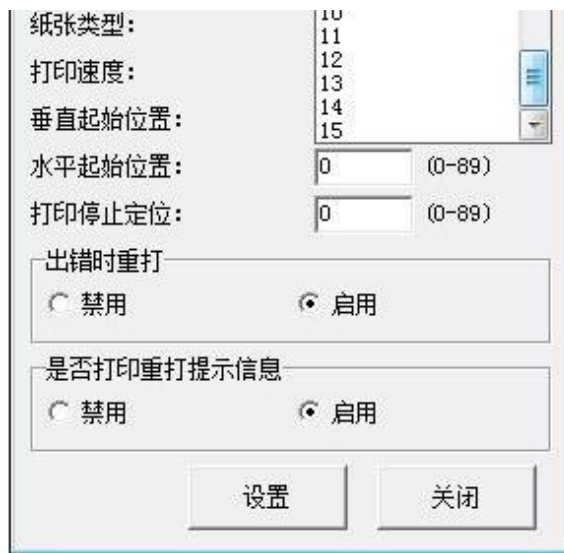 纸张类型:
10
11
打印速度:
12
13
垂直起始位置:
14
15
水平起始位置: 0 (0-89)
打印停止定位: 0 (0-89)
出错时重打
禁用 启用
是否打印重打提示信息
禁用 启用
设置 关闭